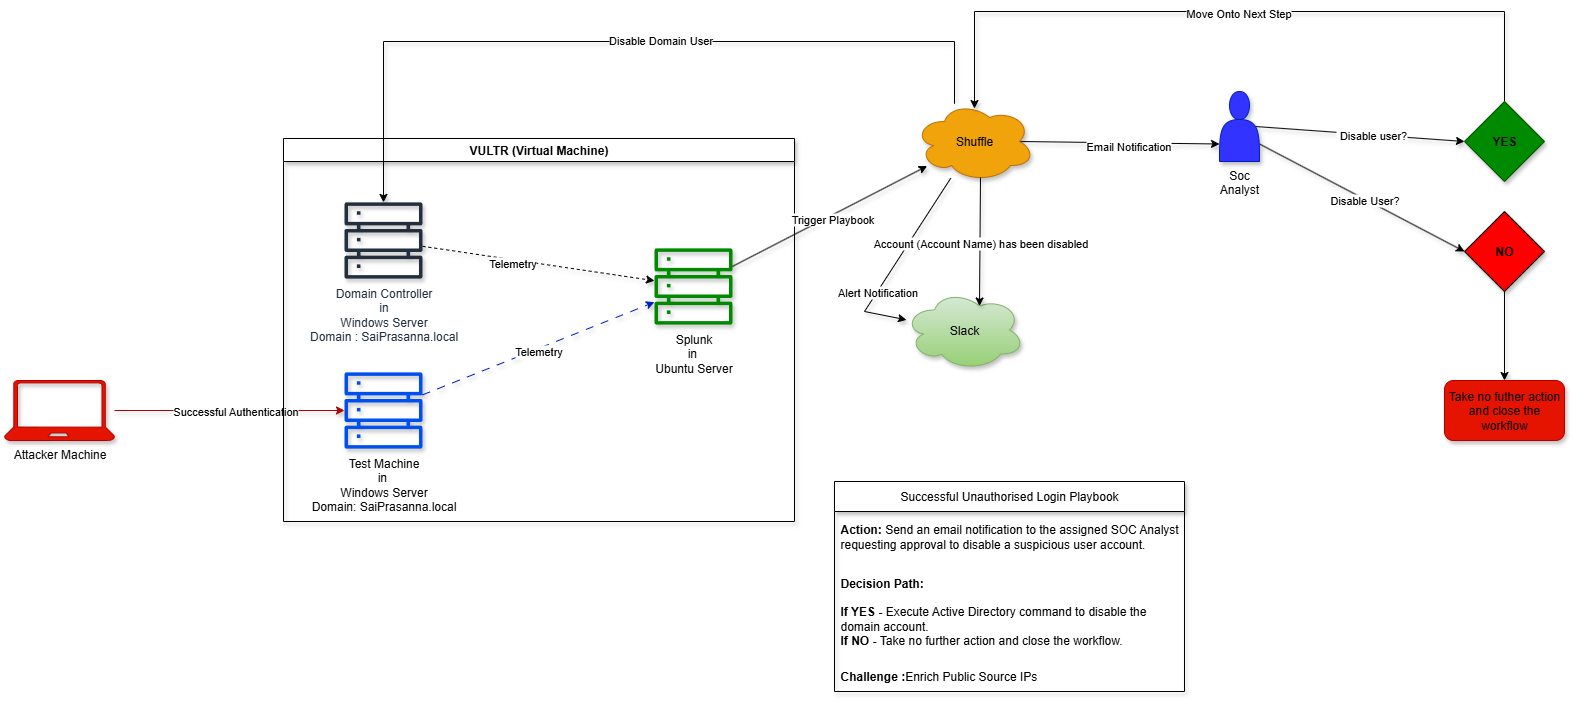 Move Onto Next Step
Disable Domain User
VULTR (Virtual Machine)
Shuffle
Email Notification
Soc
Analyst
Disable user?
YES
Disable User?
NO
Trigger Playbook
Account (Account Name) has been disabled
Alert Notification
Slack
Telemetry
Domain Controller
in
Windows Server
Domain : SaiPrasanna.local
Splunk
in
Ubuntu Server
Telemetry
Successful Authentication
Attacker Machine
Test Machine
in
Windows Server
Domain: SaiPrasanna.local
Take no futher action
and close the
workflow
Successful Unauthorised Login Playbook
Action: Send an email notification to the assigned SOC Analyst
requesting approval to disable a suspicious user account.
Decision Path:
If YES - Execute Active Directory command to disable the
domain account.
If NO - Take no further action and close the workflow.
Challenge :Enrich Public Source IPs